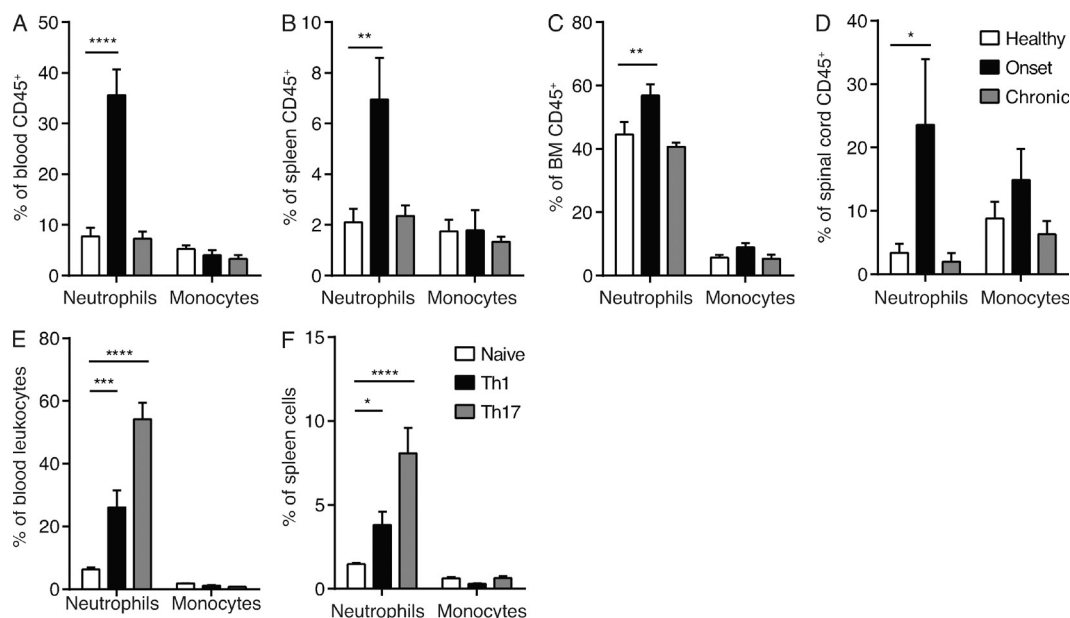 A
% of blood CD45+
50
40
30
20
10
0
****
Neutrophils Monocytes
B
% of spleen CD45+
10
8
6
4
2
0
**
Neutrophils Monocytes
C
% of BM CD45+
80
60
40
20
0
**
Neutrophils Monocytes
D
% of spinal cord CD45+
40
30
20
10
0
*
Neutrophils Monocytes
Healthy
Onset
Chronic
E
% of blood leukocytes
80
60
40
20
0
****
***
Neutrophils Monocytes
F
% of spleen cells
15
10
5
0
****
*
Neutrophils Monocytes
Naive
Th1
Th17